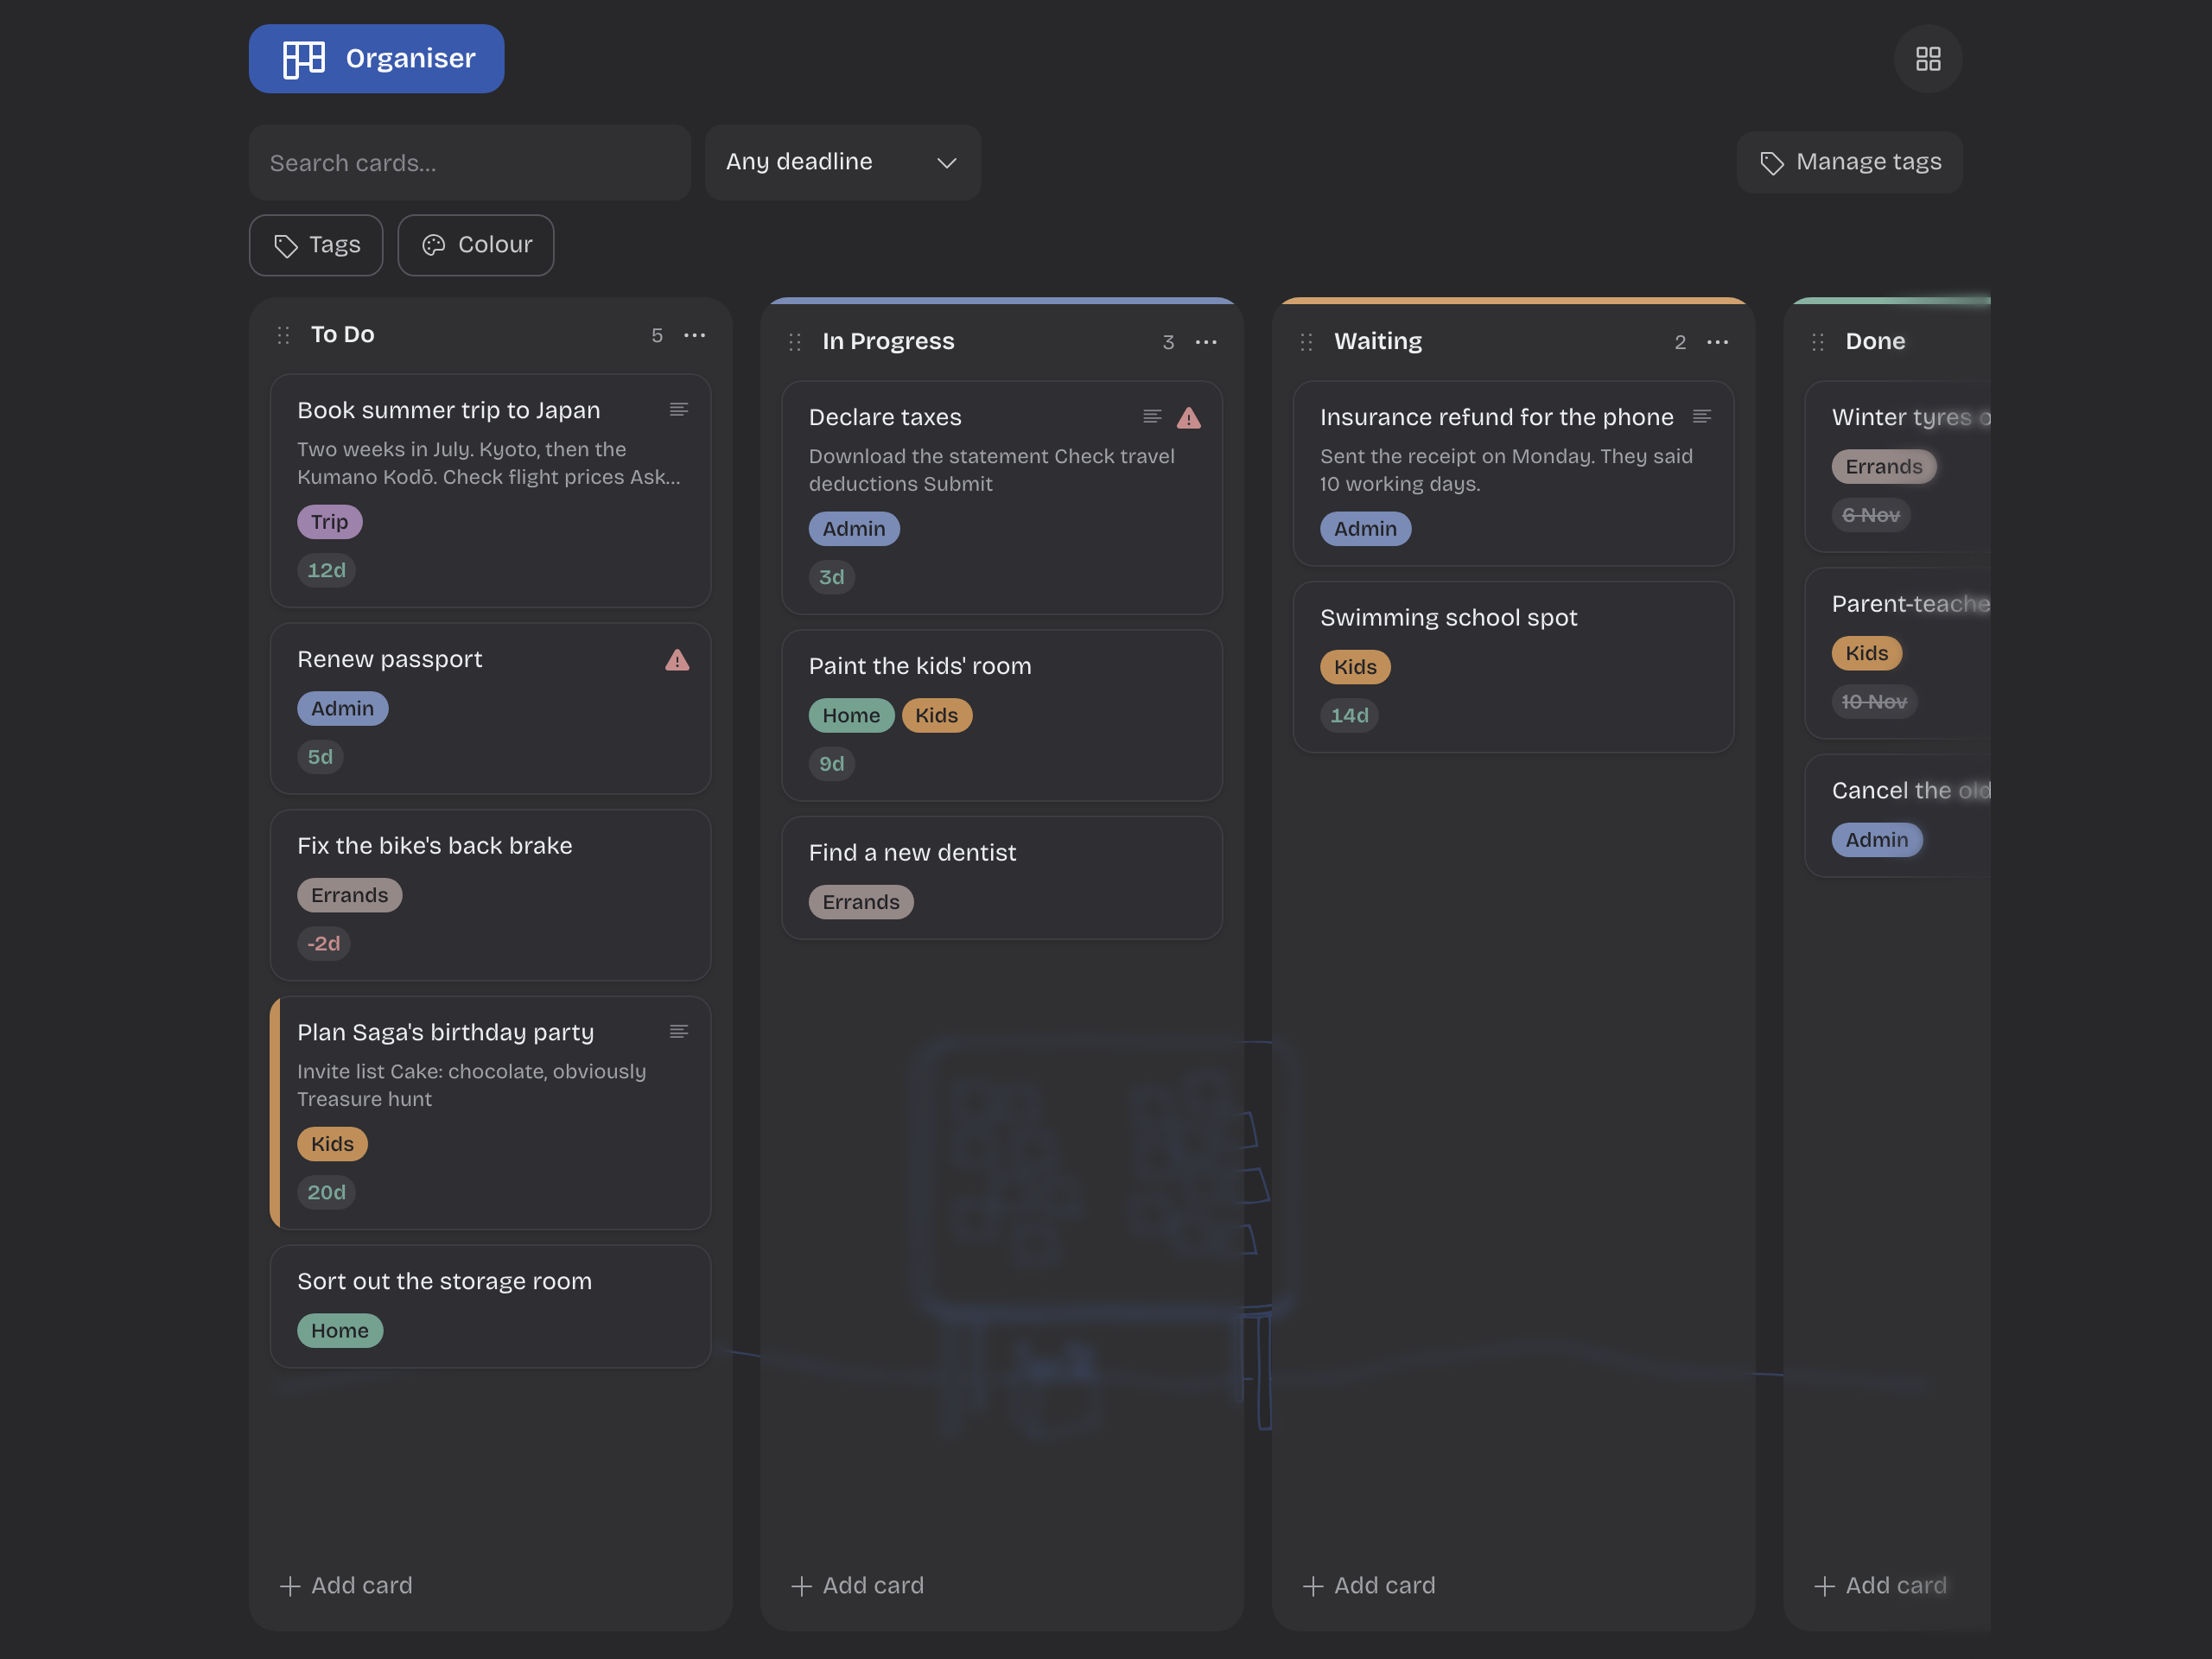 Organiser
Search cards...
Any deadline
Manage tags
Tags
Colour
To Do
5
Book summer trip to Japan
Two weeks in July. Kyoto, then the
Kumano Kodō. Check flight prices Ask...
Trip
12d
Renew passport
Admin
5d
Fix the bike's back brake
Errands
-2d
Plan Saga's birthday party
Invite list Cake: chocolate, obviously
Treasure hunt
Kids
20d
Sort out the storage room
Home
Add card
In Progress
3
Declare taxes
Download the statement Check travel
deductions Submit
Admin
3d
Paint the kids' room
Home Kids
9d
Find a new dentist
Errands
Add card
Waiting
2
Insurance refund for the phone
Sent the receipt on Monday. They said
10 working days.
Admin
Swimming school spot
Kids
14d
Add card
Done
Winter tyres
Errands
6 Nov
Parent-teache
Kids
10 Nov
Cancel the old
Admin
Add card